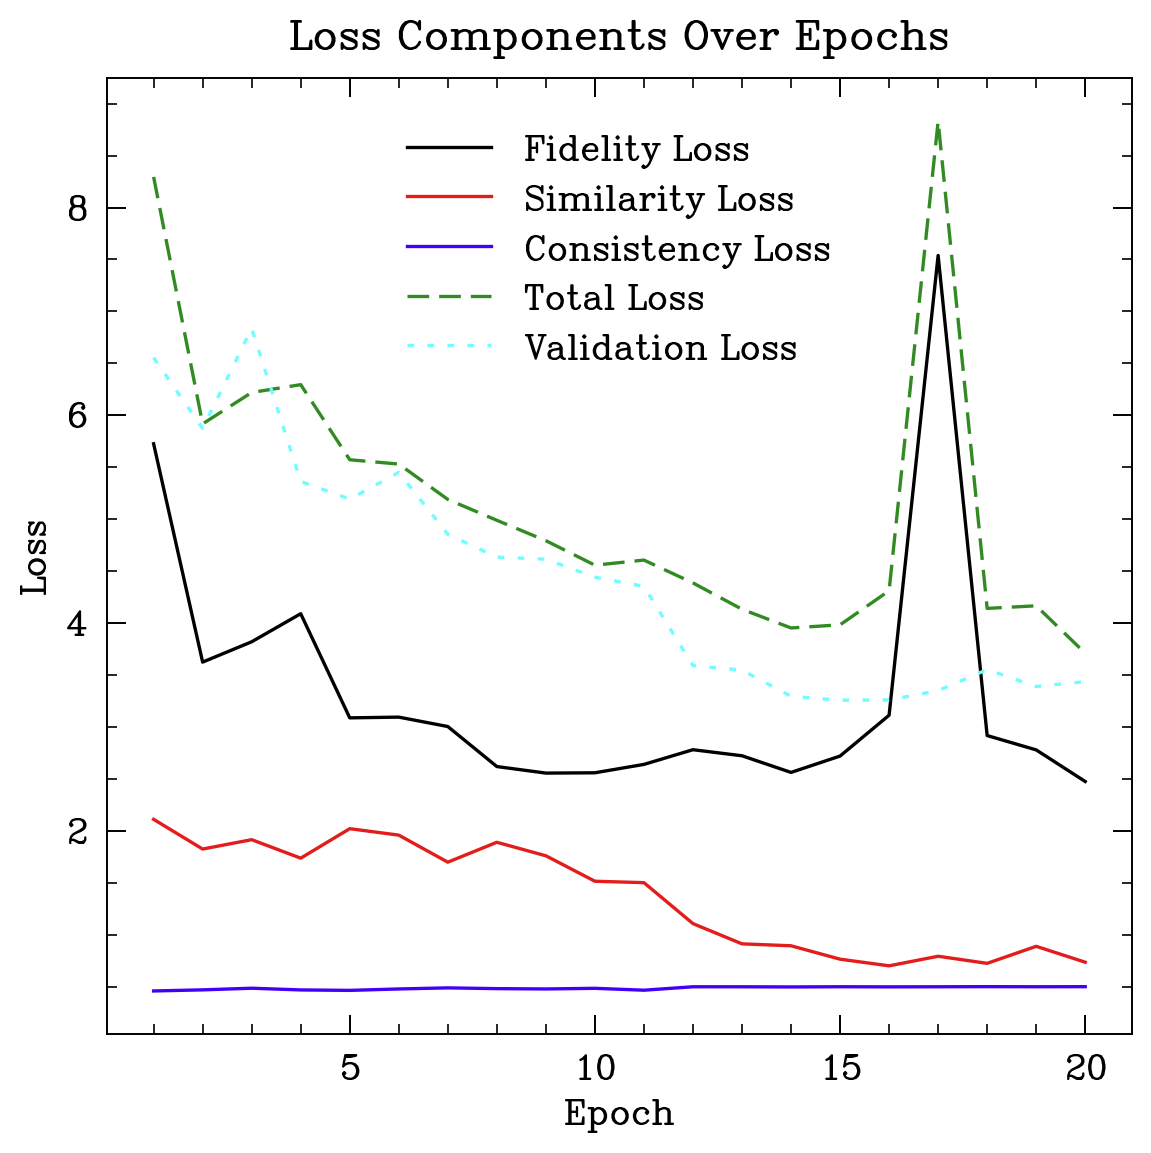 Loss Components Over Epochs
Fidelity Loss
Similarity Loss
Consistency Loss
Total Loss
Validation Loss
8
6
4
2
Loss
5 10 15 20
Epoch